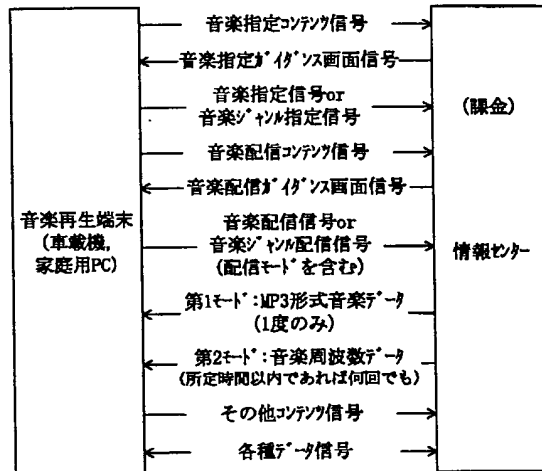 音楽指定ｺﾝﾃﾝﾂ信号
音楽指定ｶﾞｲﾀﾞﾝｽ画面信号
音楽指定信号or
音楽ｼﾞｬﾝﾙ指定信号
(課金)
音楽配信ｺﾝﾃﾝﾂ信号
音楽配信ｶﾞｲﾀﾞﾝｽ画面信号
音楽再生端末
(車載機,
家庭用PC)
音楽配信信号or
音楽ｼﾞｬﾝﾙ配信信号
(配信ﾓｰﾄﾞを含む)
情報ｾﾝﾀｰ
第1ﾓｰﾄﾞ:MP3形式音楽ﾃﾞｰﾀ
(1度のみ)
第2ﾓｰﾄﾞ:音楽周波数ﾃﾞｰﾀ
(所定時間以内であれば何回でも)
その他ｺﾝﾃﾝﾂ信号
各種ﾃﾞｰﾀ信号